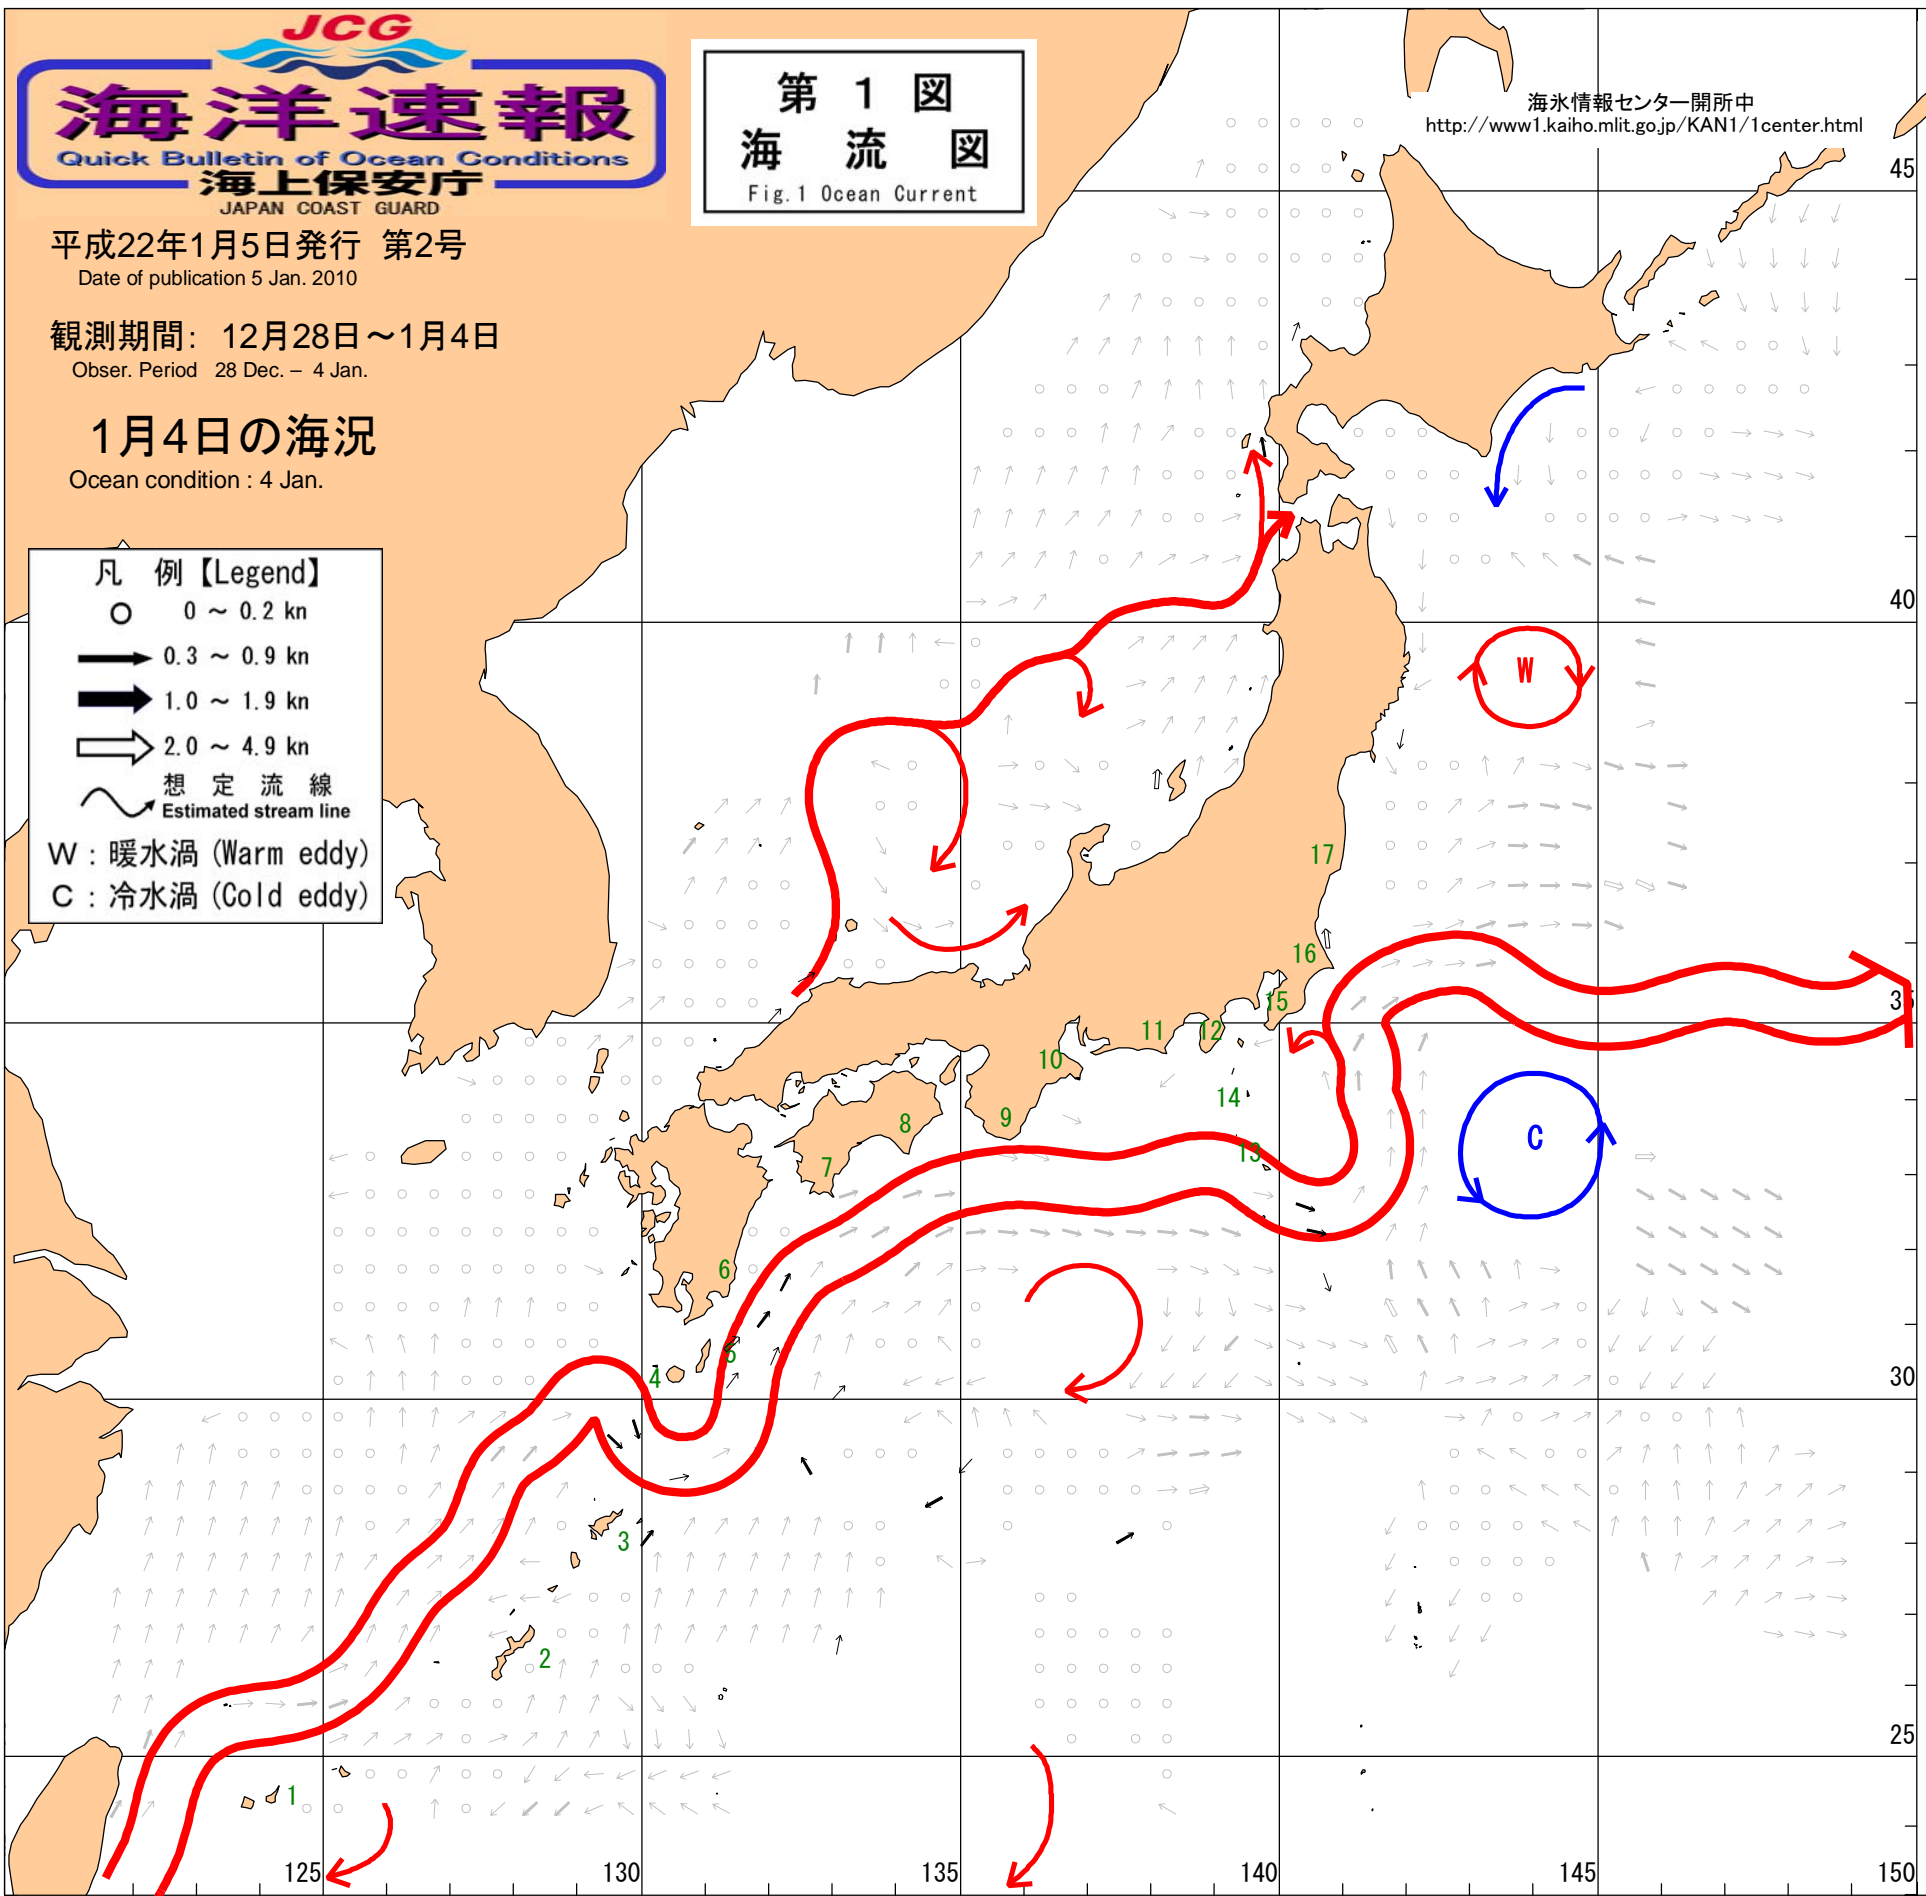 JCG
海洋速報
Quick Bulletin of Ocean Conditions
海上保安庁
JAPAN COAST GUARD
第 1 図
海 流 図
Fig.1 Ocean Current
海氷情報センター開所中
http://www1.kaiho.mlit.go.jp/KAN1/1center.html
平成22年1月5日発行 第2号
Date of publication 5 Jan. 2010
観測期間: 12月28日～1月4日
Obser. Period 28 Dec. – 4 Jan.
1月4日の海況
Ocean condition : 4 Jan.
凡 例【Legend】
0 ～ 0.2 kn
0.3 ～ 0.9 kn
1.0 ～ 1.9 kn
2.0 ～ 4.9 kn
想 定 流 線
Estimated stream line
W : 暖水渦 (Warm eddy)
C : 冷水渦 (Cold eddy)
45
40
W
17
16
15
35
12
11
10
14
C
9
8
13
7
6
5
4
30
3
2
25
1
125
130
135
140
145
150